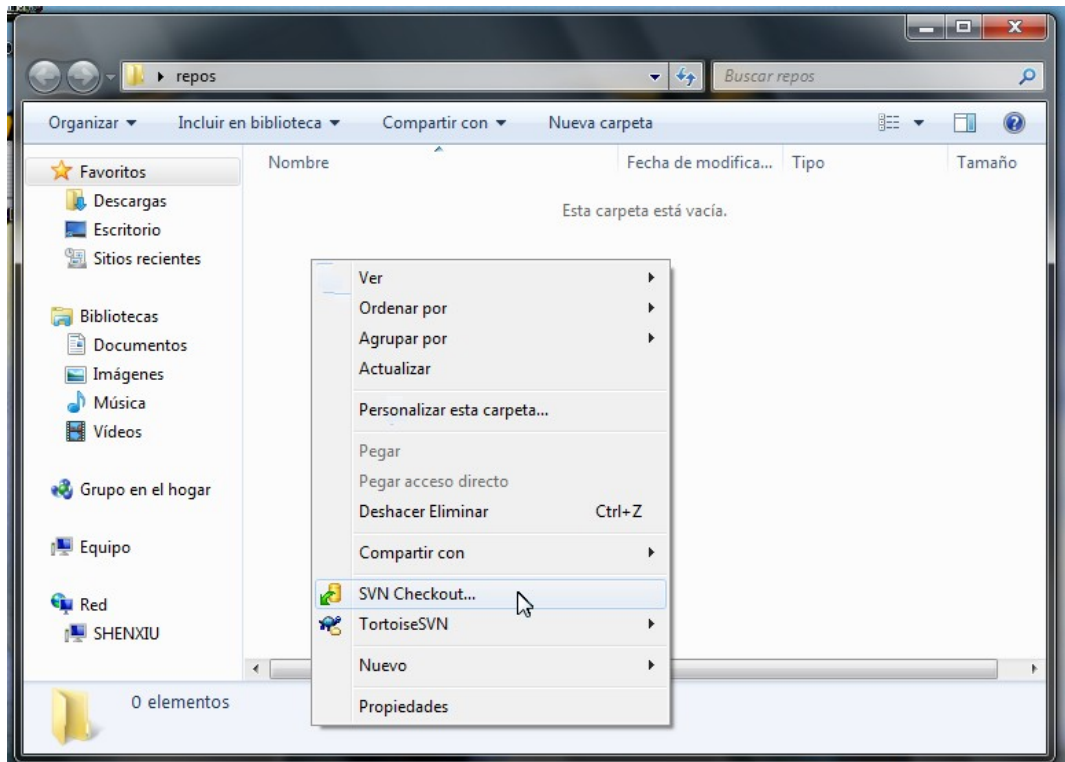 repos
Buscar repos
Organizar
Incluir en biblioteca
Compartir con
Nueva carpeta
Nombre
Fecha de modifica...
Tipo
Tamaño
Esta carpeta está vacía.
Favoritos
Descargas
Escritorio
Sitios recientes
Bibliotecas
Documentos
Imágenes
Música
Vídeos
Grupo en el hogar
Equipo
Red
SHENXIU
Ver
Ordenar por
Agrupar por
Actualizar
Personalizar esta carpeta...
Pegar
Pegar acceso directo
Deshacer Eliminar Ctrl+Z
Compartir con
SVN Checkout...
TortoiseSVN
Nuevo
Propiedades
0 elementos